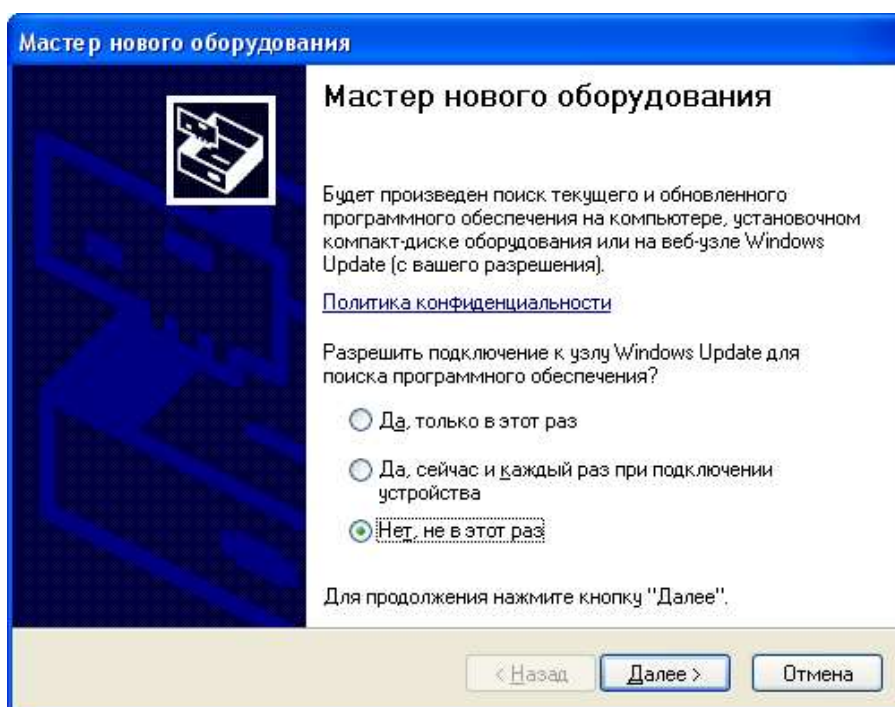 Мастер нового оборудования
Мастер нового оборудования
Будет произведен поиск текущего и обновленного
программного обеспечения на компьютере, установочном
компакт-диске оборудования или на веб-узле Windows
Update (с вашего разрешения).
Политика конфиденциальности
Разрешить подключение к узлу Windows Update для
поиска программного обеспечения?
Да, только в этот раз
Да, сейчас и каждый раз при подключении
устройства
Нет, не в этот раз
Для продолжения нажмите кнопку "Далее".
< Назад Далее > Отмена